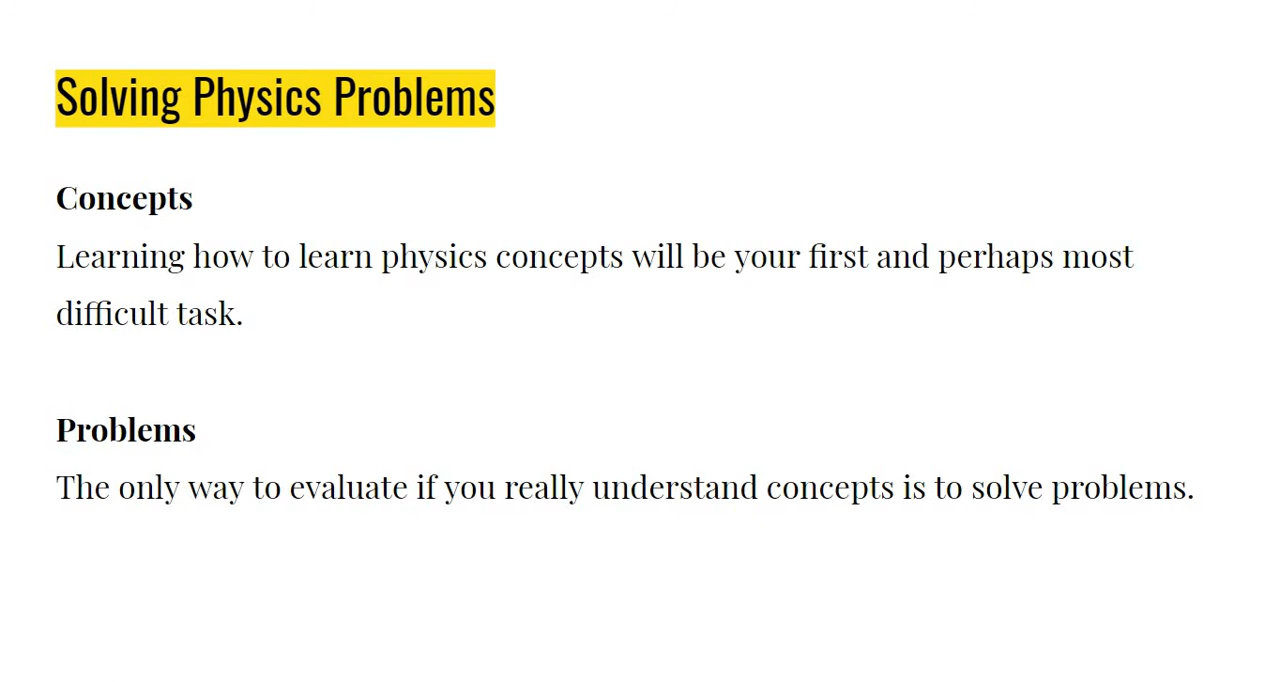 Solving Physics Problems
Concepts
Learning how to learn physics concepts will be your first and perhaps most
difficult task.
Problems
The only way to evaluate if you really understand concepts is to solve problems.